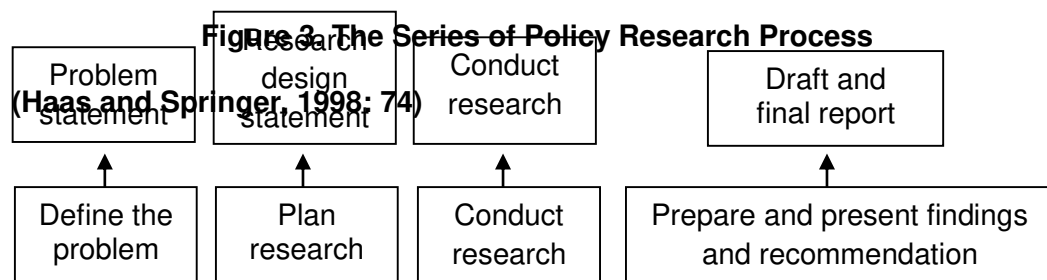 Figure 3. The Series of Policy Research Process
(Haas and Springer, 1998: 74)
Problem
statement
Research
design
statement
Conduct
research
Draft and
final report
Define the
problem
Plan
research
Conduct
research
Prepare and present findings
and recommendation